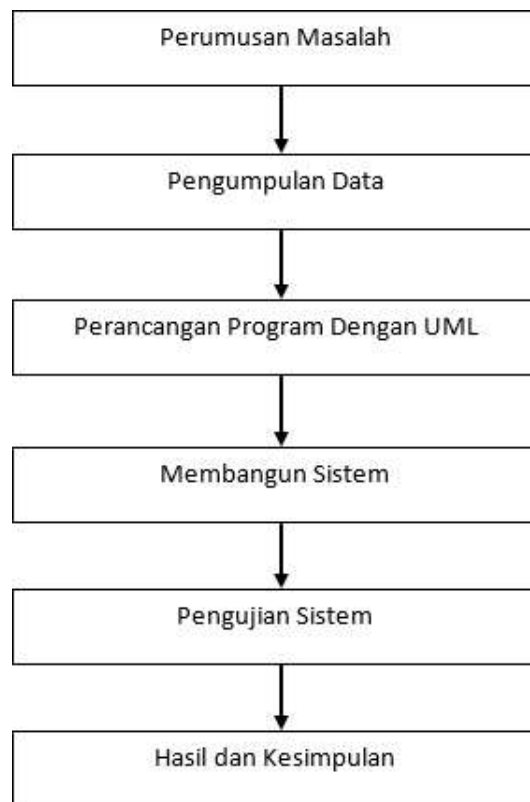 Perumusan Masalah
Pengumpulan Data
Perancangan Program Dengan UML
Membangun Sistem
Pengujian Sistem
Hasil dan Kesimpulan